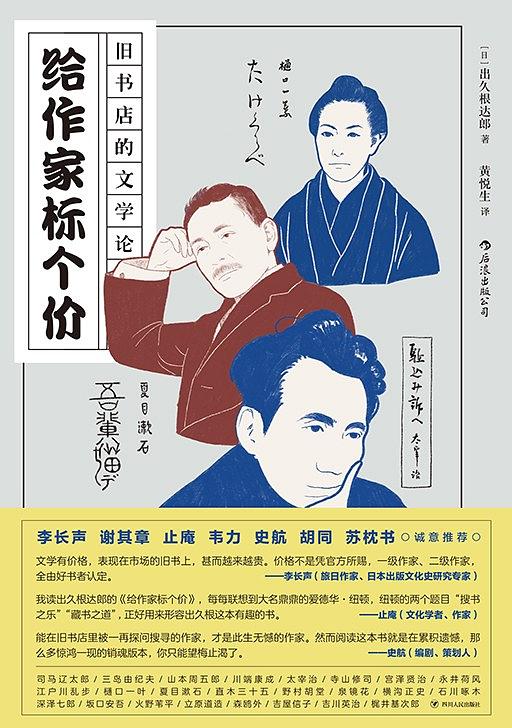 给作家标个价
旧书店的文学论
[日]出久根达郎 著
黄悦生 译
后浪出版公司
樋口一葉
たけくらべ
夏目漱石
吾輩ハ猫デ
駈込み訴へ 太宰治
李长声 谢其章 止庵 韦力 史航 胡同 苏枕书 ○诚意推荐○
文学有价格，表现在市场的旧书上，甚而越来越贵。价格不是凭官方所赐，一级作家、二级作家，
全由好书者认定。
——李长声（旅日作家、日本出版文化史研究专家）
我读出久根达郎的《给作家标个价》，每每联想到大名鼎鼎的爱德华·纽顿，纽顿的两个题目“搜书
之乐”“藏书之道”，正好用来形容出久根这本有趣的书。
——止庵（文化学者、作家）
能在旧书店里被一再探问搜寻的作家，才是此生无憾的作家。然而阅读这本书就是在累积遗憾，那
么多惊鸿一现的销魂版本，你只能望梅止渴了。
——史航（编剧、策划人）
司马辽太郎 / 三岛由纪夫 / 山本周五郎 / 川端康成 / 太宰治 / 寺山修司 / 宫泽贤治 / 永井荷风
江户川乱步 / 樋口一叶 / 夏目漱石 / 直木三十五 / 野村胡堂 / 泉镜花 / 横沟正史 / 石川啄木
深泽七郎 / 坂口安吾 / 火野苇平 / 立原道造 / 森鸥外 / 吉屋信子 / 吉川英治 / 梶井基次郎
四川人民出版社